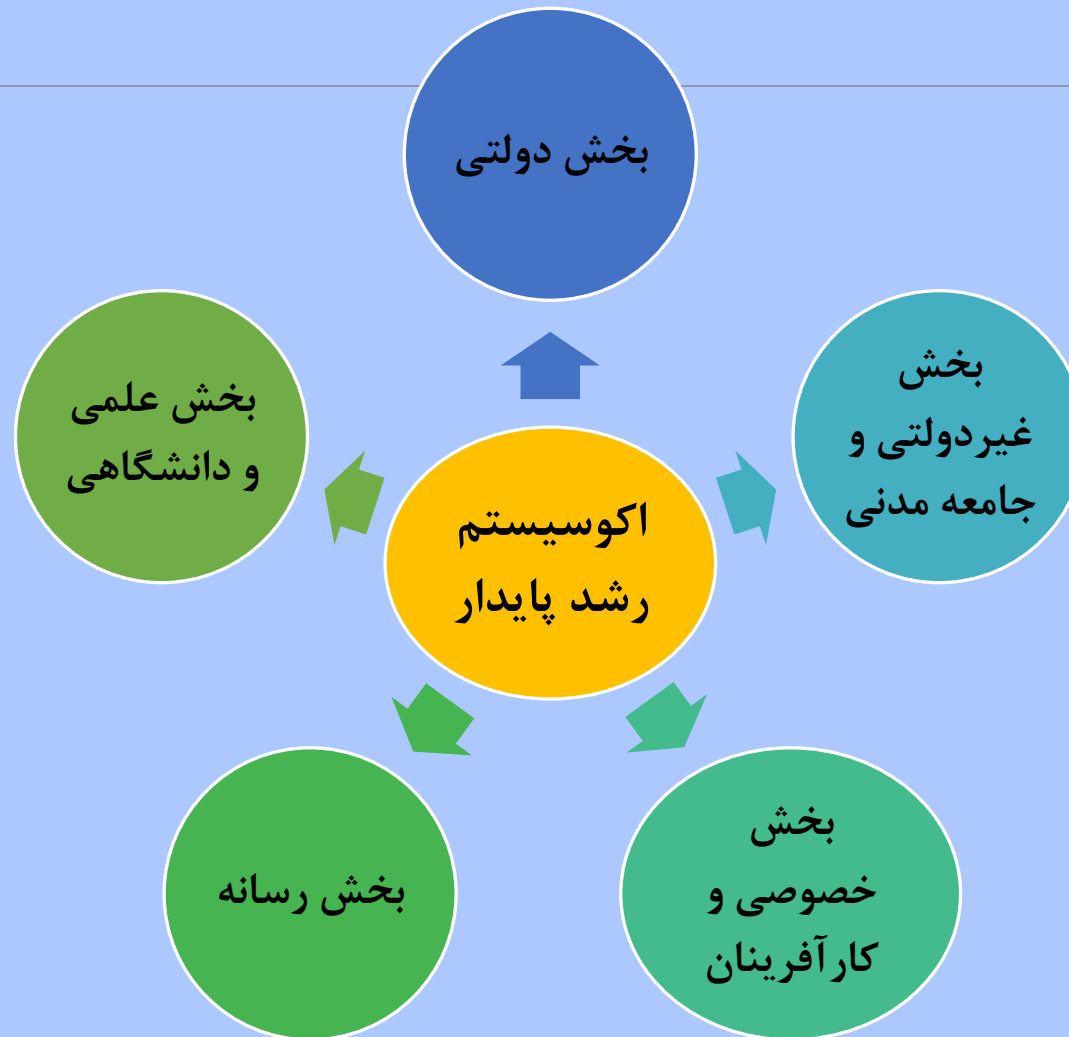 بخش دولتی
بخش
غیردولتی و
جامعه مدنی
بخش علمی
و دانشگاهی
اکوسیستم
رشد پایدار
بخش
خصوصی و
کارآفرینان
بخش رسانه